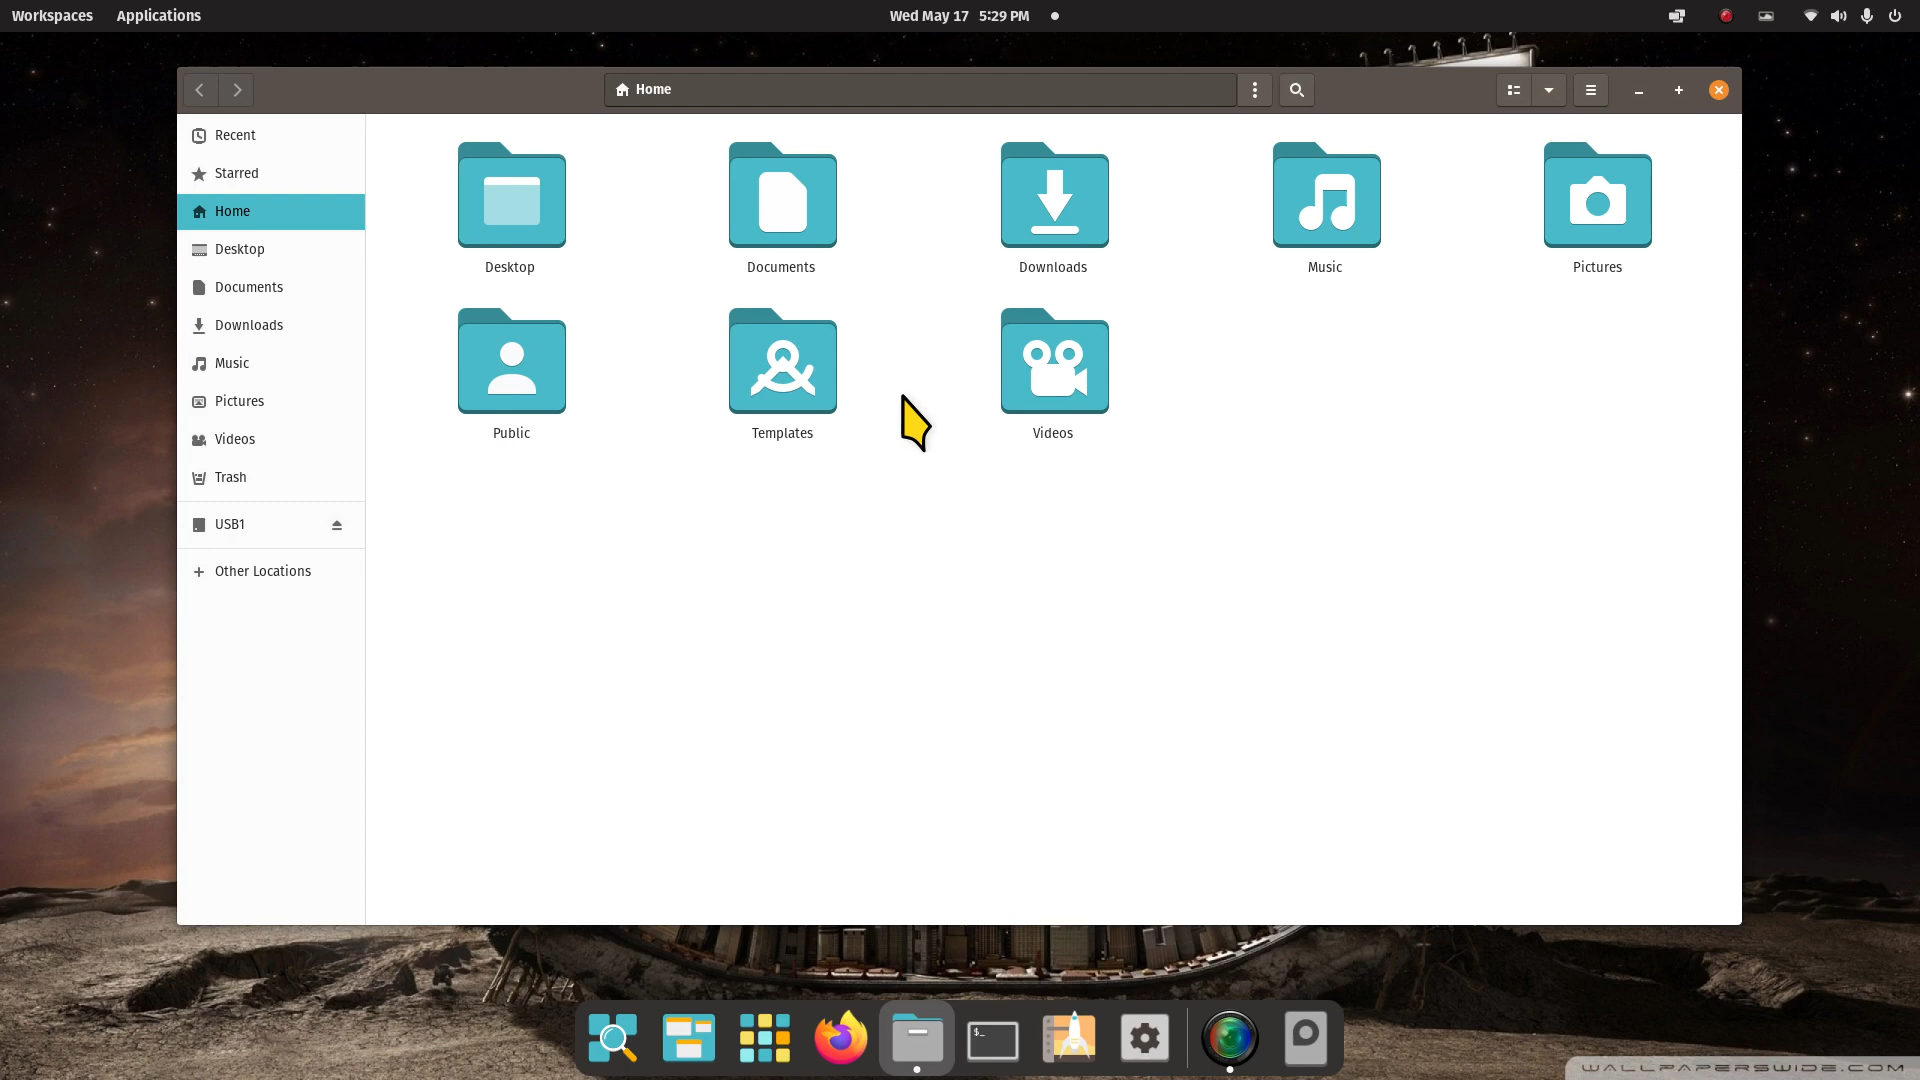 Workspaces Applications Wed May 17 5:29 PM
Home
Recent
Starred
Home
Desktop
Documents
Downloads
Music
Pictures
Videos
Trash
USB1
Other Locations
Desktop Documents Downloads Music Pictures
Public Templates Videos
$_
WALLPAPERSWIDE.COM